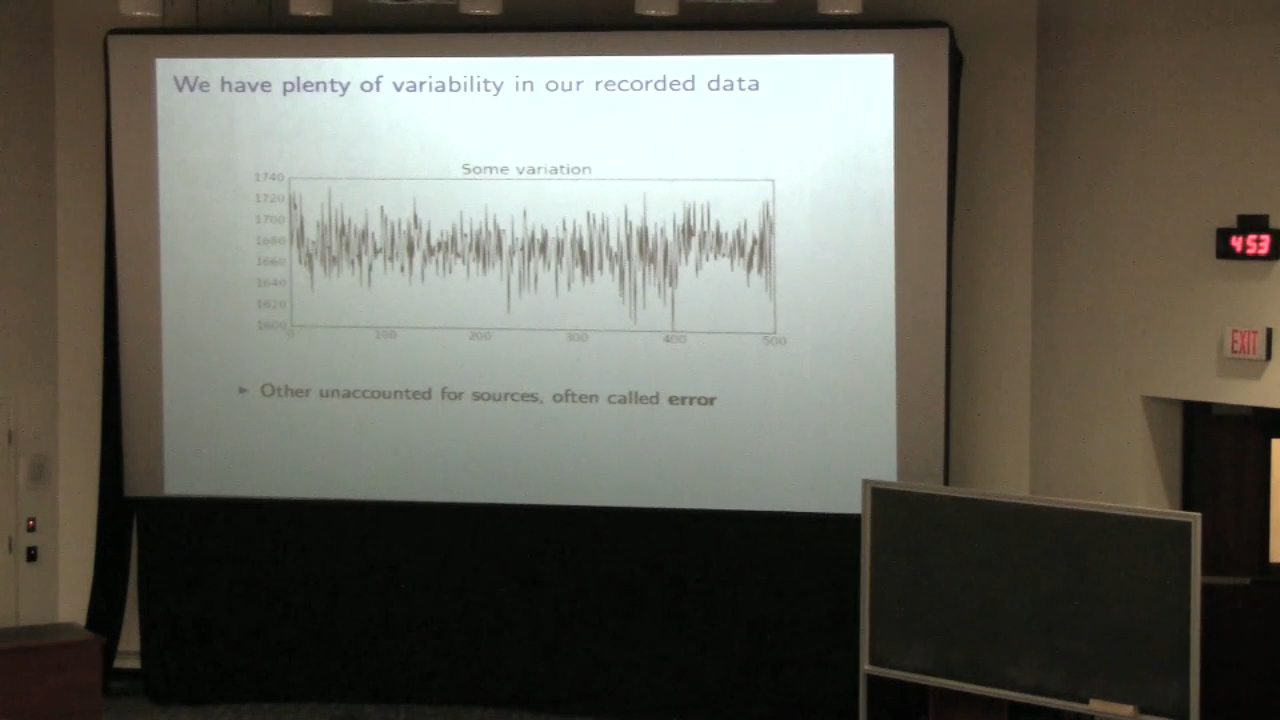 We have plenty of variability in our recorded data
Some variation
1740
1720
1700
1680
1660
1640
1620
1600
0 100 200 300 400 500
► Other unaccounted for sources, often called error
453
EXIT